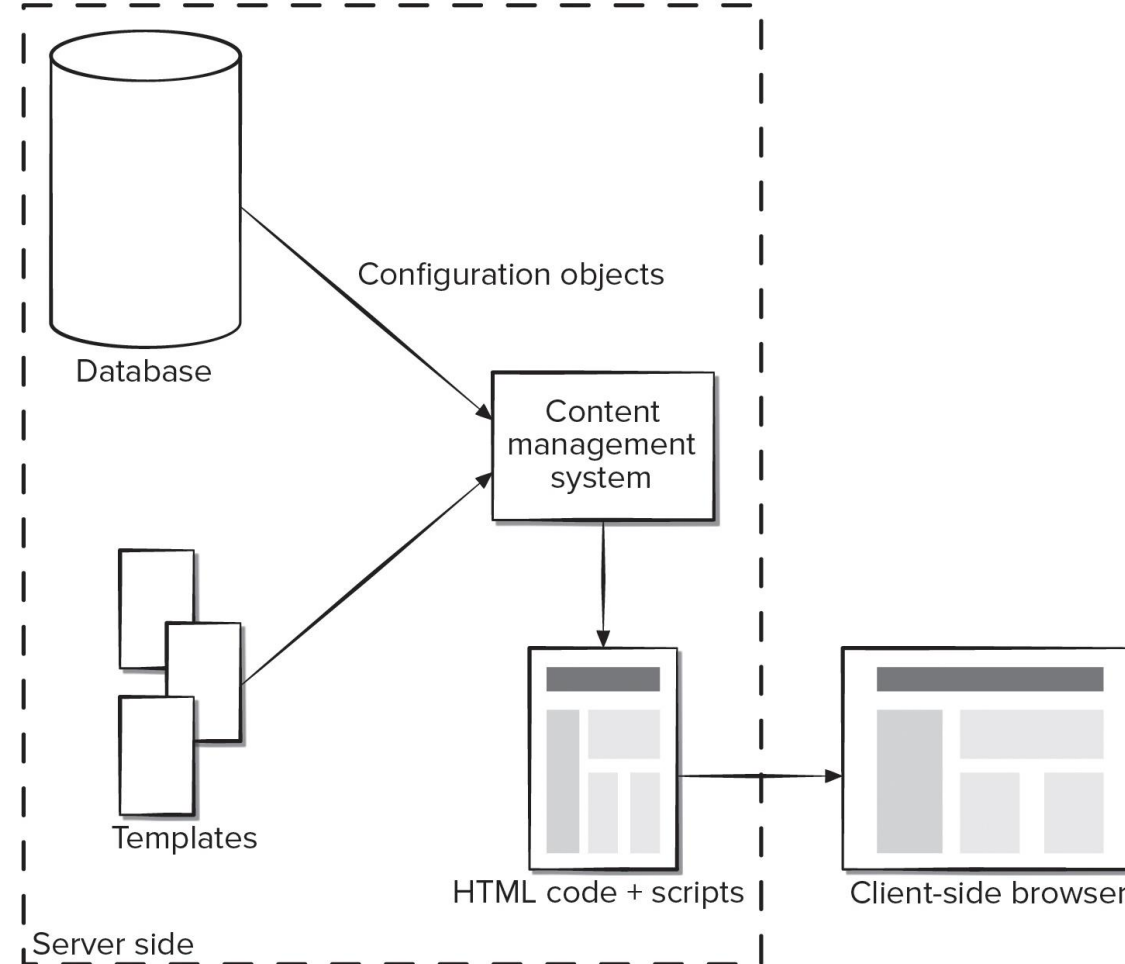 Configuration objects
Database
Content
management
system
Templates
HTML code + scripts
Client-side browser
Server side